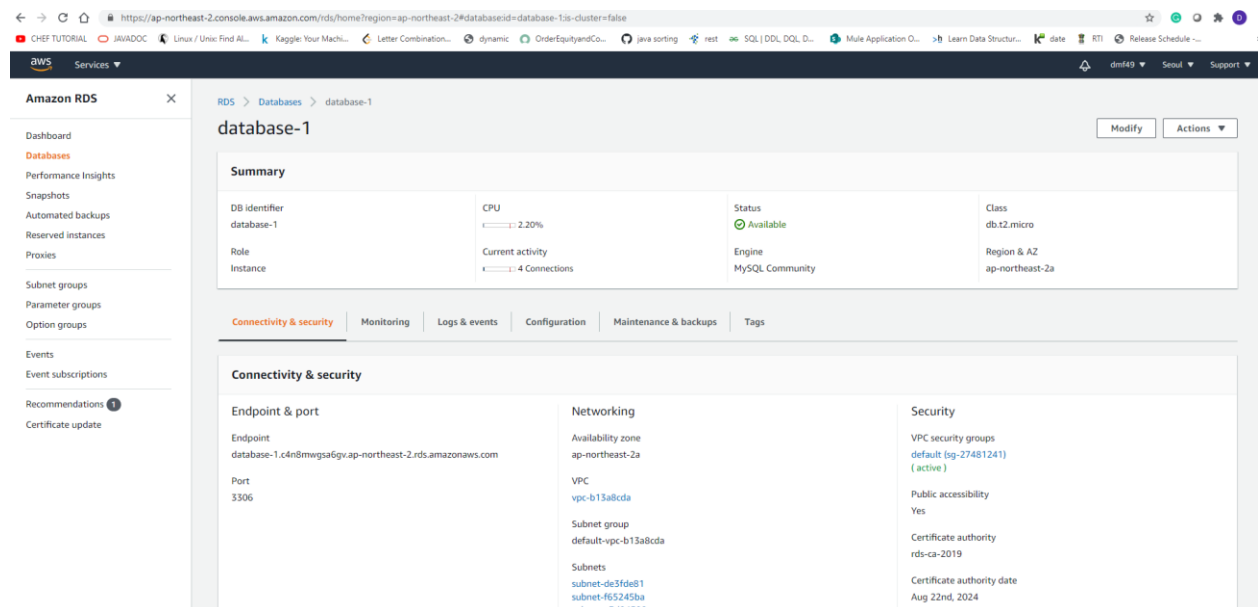 https://ap-northeast-2.console.aws.amazon.com/rds/home?region=ap-northeast-2#database:id=database-1;is-cluster=false
CHEF TUTORIAL JAVADOC Linux / Unix: Find Al... Kaggle: Your Machi... Letter Combination... dynamic OrderEquityandCo... java sorting rest SQL | DDL, DQL, D... Mule Application O... Learn Data Structur... date RTI Release Schedule -...
aws Services dmf49 Seoul Support
Amazon RDS
Dashboard
Databases
Performance Insights
Snapshots
Automated backups
Reserved instances
Proxies
Subnet groups
Parameter groups
Option groups
Events
Event subscriptions
Recommendations 1
Certificate update
RDS > Databases > database-1
database-1
Modify Actions
Summary
DB identifier CPU Status Class
database-1 2.20% Available db.t2.micro
Role Current activity Engine Region & AZ
Instance 4 Connections MySQL Community ap-northeast-2a
Connectivity & security Monitoring Logs & events Configuration Maintenance & backups Tags
Connectivity & security
Endpoint & port
Endpoint
database-1.c4n8mwgsa6gv.ap-northeast-2.rds.amazonaws.com
Port
3306
Networking
Availability zone
ap-northeast-2a
VPC
vpc-b13a8cda
Subnet group
default-vpc-b13a8cda
Subnets
subnet-de3fde81
subnet-f65245ba
Security
VPC security groups
default (sg-27481241)
( active )
Public accessibility
Yes
Certificate authority
rds-ca-2019
Certificate authority date
Aug 22nd, 2024